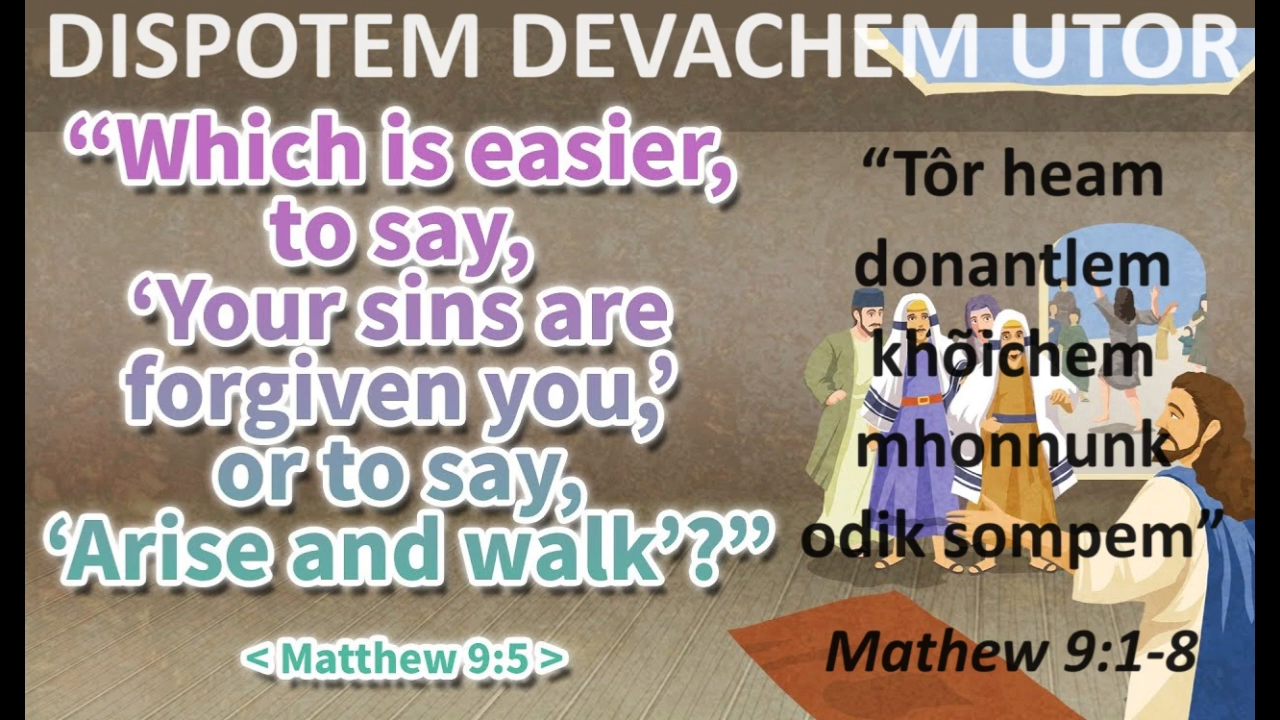 DISPOTEM DEVACHEM UTOR
“Which is easier,
to say,
‘Your sins are
forgiven you,’
or to say,
‘Arise and walk’?”
< Matthew 9:5 >
“Tôr heam
donantlem
khõichem
mhonnunk
odik sompem”
Mathew 9:1-8